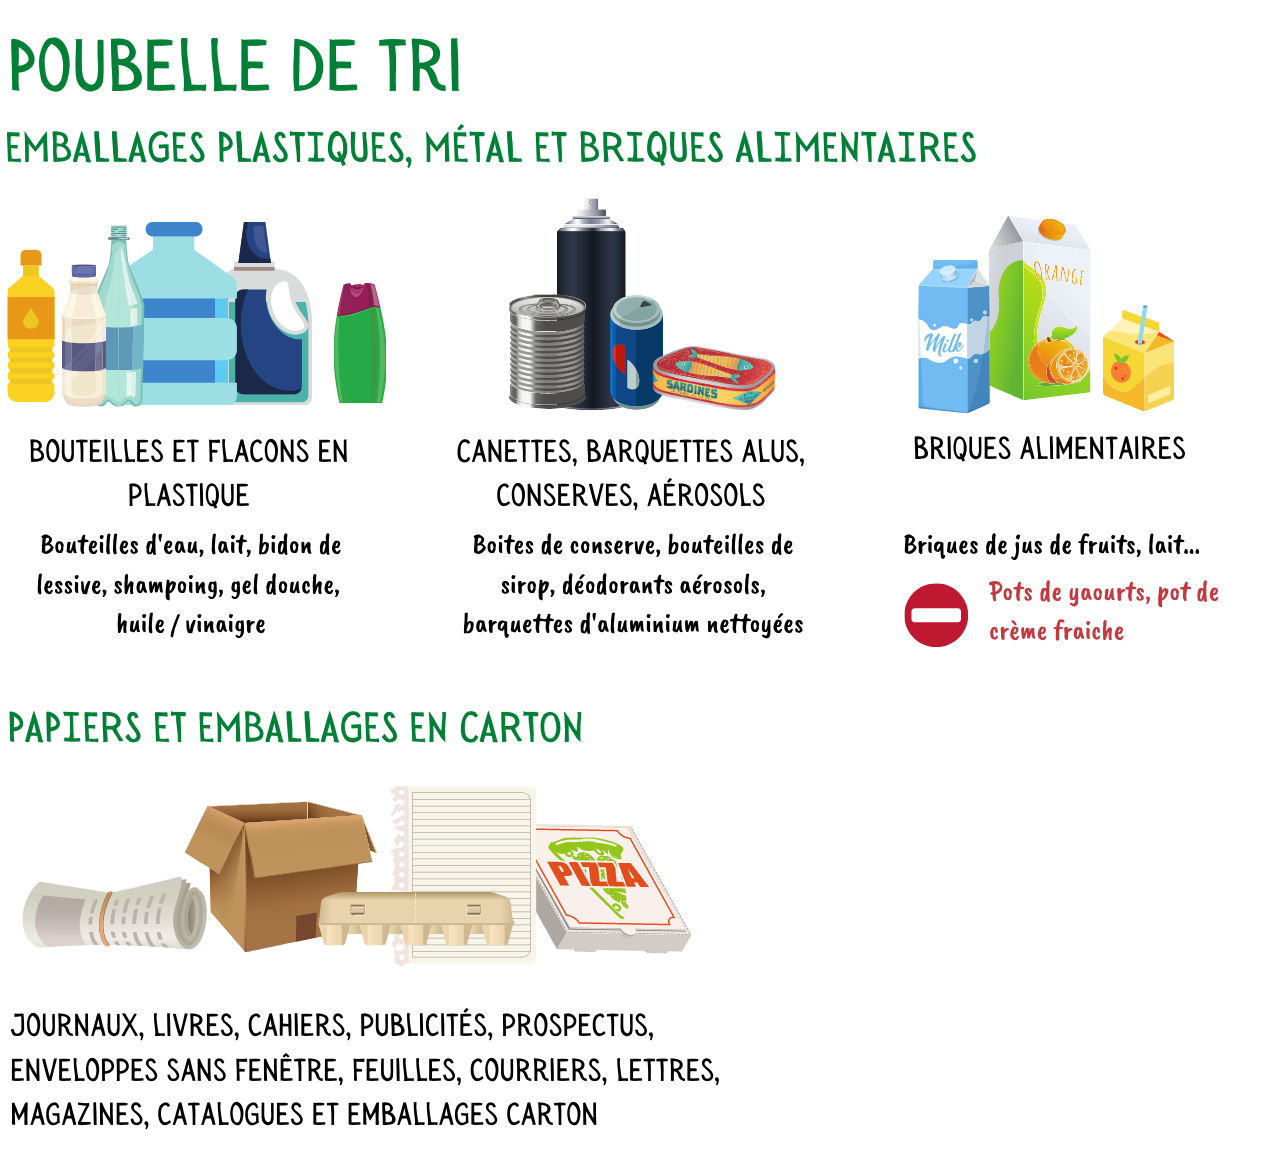 POUBELLE DE TRI
EMBALLAGES PLASTIQUES, MÉTAL ET BRIQUES ALIMENTAIRES
Milk
ORANGE
SARDINES
BOUTEILLES ET FLACONS EN
PLASTIQUE
Bouteilles d'eau, lait, bidon de
lessive, shampoing, gel douche,
huile / vinaigre
CANETTES, BARQUETTES ALUS,
CONSERVES, AÉROSOLS
Boites de conserve, bouteilles de
sirop, déodorants aérosols,
barquettes d'aluminium nettoyées
BRIQUES ALIMENTAIRES
Briques de jus de fruits, lait...
Pots de yaourts, pot de
crème fraiche
PAPIERS ET EMBALLAGES EN CARTON
PIZZA
JOURNAUX, LIVRES, CAHIERS, PUBLICITÉS, PROSPECTUS,
ENVELOPPES SANS FENÊTRE, FEUILLES, COURRIERS, LETTRES,
MAGAZINES, CATALOGUES ET EMBALLAGES CARTON